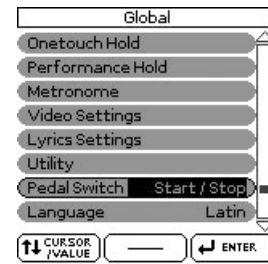 Global
Onetouch Hold
Performance Hold
Metronome
Video Settings
Lyrics Settings
Utility
Pedal Switch Start / Stop
Language Latin
CURSOR /VALUE ENTER